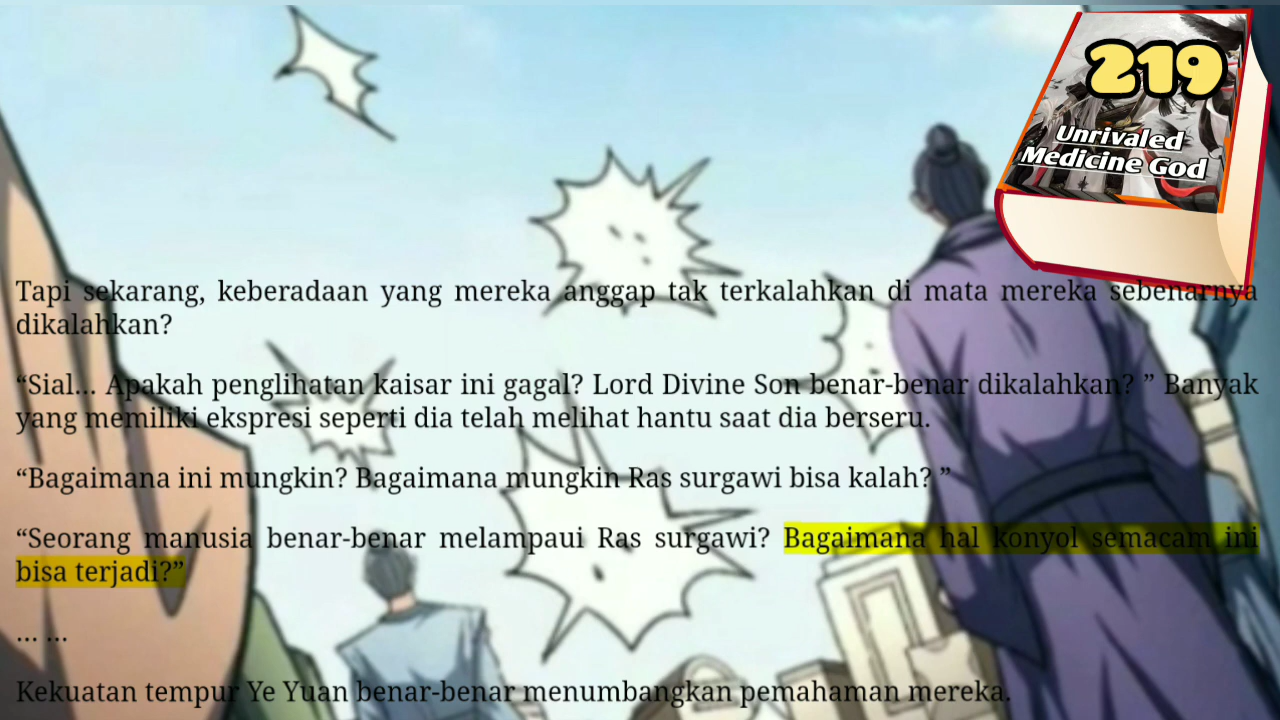 219
Unrivaled
Medicine God
Tapi sekarang, keberadaan yang mereka anggap tak terkalahkan di mata mereka sebenarnya
dikalahkan?
“Sial... Apakah penglihatan kaisar ini gagal? Lord Divine Son benar-benar dikalahkan? ” Banyak
yang memiliki ekspresi seperti dia telah melihat hantu saat dia berseru.
“Bagaimana ini mungkin? Bagaimana mungkin Ras surgawi bisa kalah? ”
“Seorang manusia benar-benar melampaui Ras surgawi? Bagaimana hal konyol semacam ini
bisa terjadi?”
... ...
Kekuatan tempur Ye Yuan benar-benar menumbangkan pemahaman mereka.